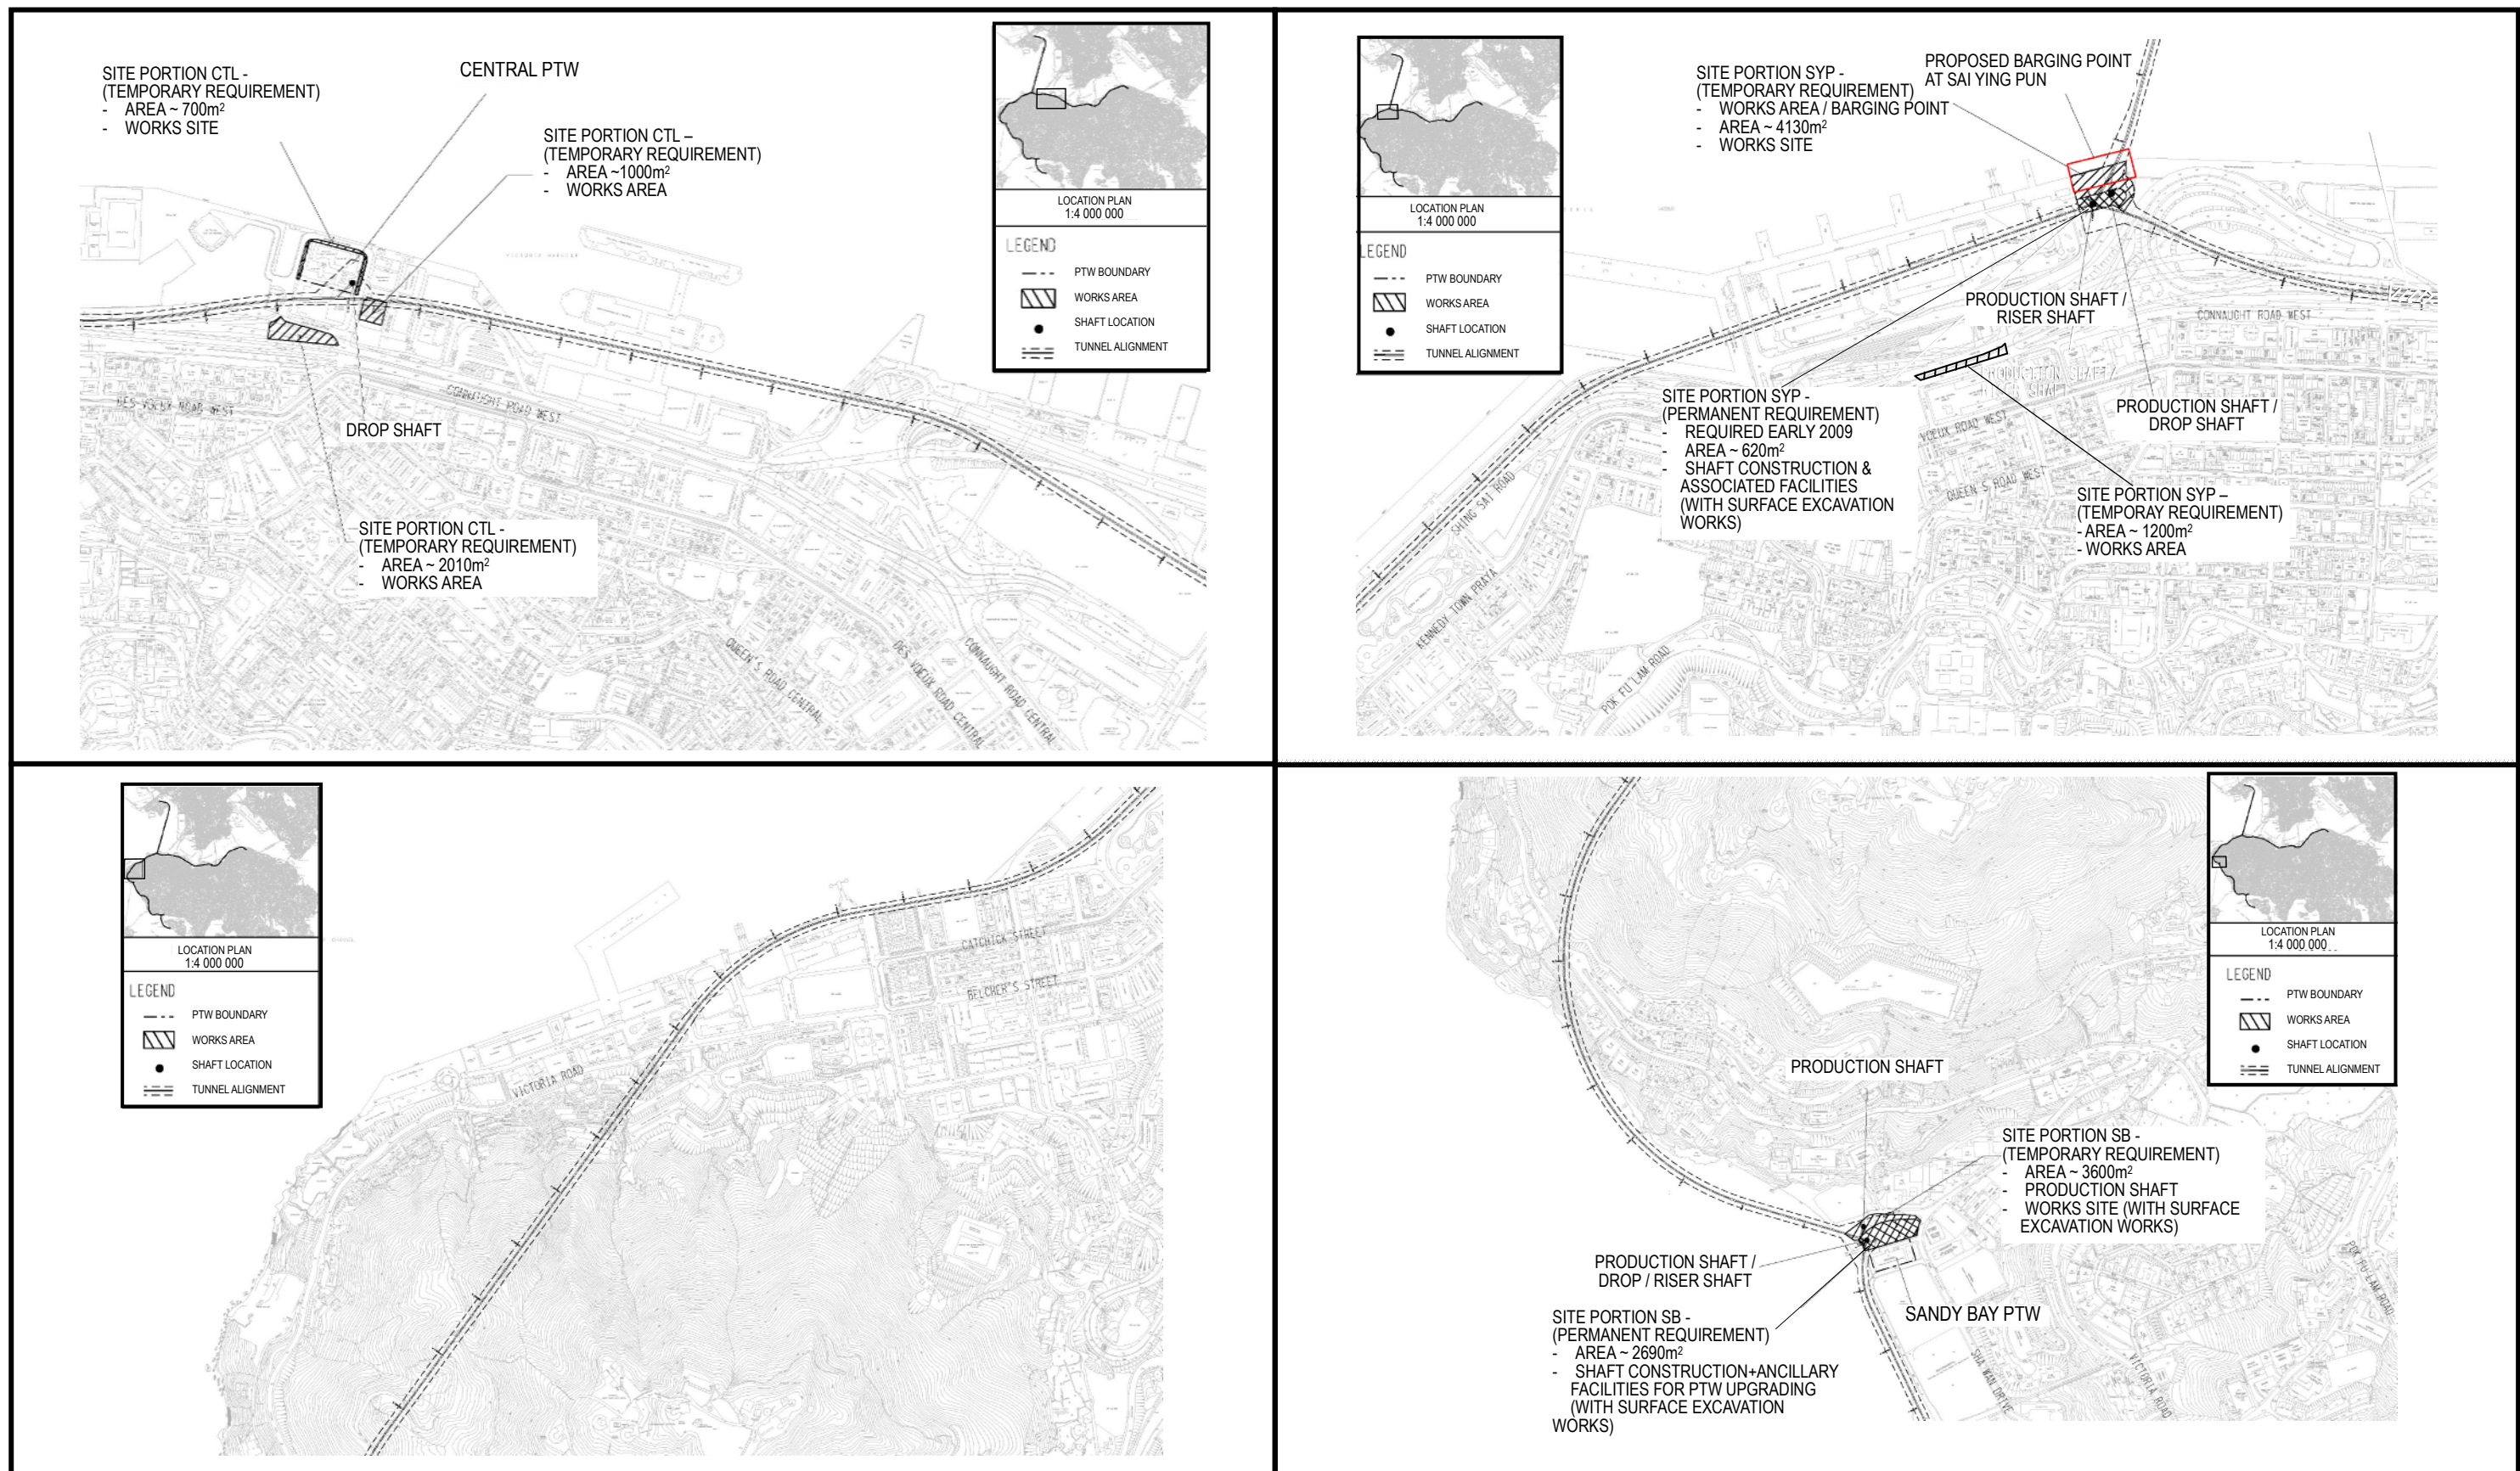 SITE PORTION CTL -
(TEMPORARY REQUIREMENT)
- AREA ~ 700m²
- WORKS SITE
CENTRAL PTW
SITE PORTION CTL –
(TEMPORARY REQUIREMENT)
- AREA ~1000m²
- WORKS AREA
LOCATION PLAN
1:4 000 000
LEGEND
PTW BOUNDARY
WORKS AREA
SHAFT LOCATION
TUNNEL ALIGNMENT
DES VOEUX ROAD WEST
CONNAUGHT ROAD WEST
DROP SHAFT
SITE PORTION CTL -
(TEMPORARY REQUIREMENT)
- AREA ~ 2010m²
- WORKS AREA
QUEEN'S ROAD CENTRAL
DES VOEUX ROAD CENTRAL
CONNAUGHT ROAD CENTRAL
LOCATION PLAN
1:4 000 000
LEGEND
PTW BOUNDARY
WORKS AREA
SHAFT LOCATION
TUNNEL ALIGNMENT
SITE PORTION SYP -
(TEMPORARY REQUIREMENT)
- WORKS AREA / BARGING POINT
- AREA ~ 4130m²
- WORKS SITE
PROPOSED BARGING POINT
AT SAI YING PUN
PRODUCTION SHAFT /
RISER SHAFT
CONNAUGHT ROAD WEST
PRODUCTION SHAFT /
SHAFT
SITE PORTION SYP -
(PERMANENT REQUIREMENT)
- REQUIRED EARLY 2009
- AREA ~ 620m²
- SHAFT CONSTRUCTION &
ASSOCIATED FACILITIES
(WITH SURFACE EXCAVATION
WORKS)
PRODUCTION SHAFT /
DROP SHAFT
VOEUX ROAD WEST
QUEEN'S ROAD WEST
SITE PORTION SYP –
(TEMPORAY REQUIREMENT)
- AREA ~ 1200m²
- WORKS AREA
SHING SAI ROAD
KENNEDY TOWN PRAYA
POK FU LAM ROAD
LOCATION PLAN
1:4 000 000
LEGEND
PTW BOUNDARY
WORKS AREA
SHAFT LOCATION
TUNNEL ALIGNMENT
CATCHICK STREET
BELCHER'S STREET
VICTORIA ROAD
LOCATION PLAN
1:4 000 000
LEGEND
PTW BOUNDARY
WORKS AREA
SHAFT LOCATION
TUNNEL ALIGNMENT
PRODUCTION SHAFT
SITE PORTION SB -
(TEMPORARY REQUIREMENT)
- AREA ~ 3600m²
- PRODUCTION SHAFT
- WORKS SITE (WITH SURFACE
EXCAVATION WORKS)
PRODUCTION SHAFT /
DROP / RISER SHAFT
SANDY BAY PTW
SITE PORTION SB -
(PERMANENT REQUIREMENT)
- AREA ~ 2690m²
- SHAFT CONSTRUCTION+ANCILLARY
FACILITIES FOR PTW UPGRADING
(WITH SURFACE EXCAVATION
WORKS)
SHA WAN DRIVE
VICTORIA ROAD
POK FU LAM ROAD